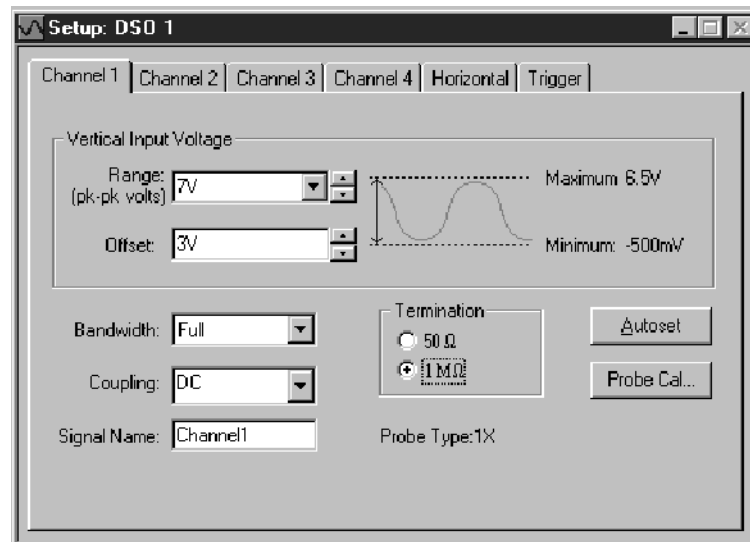 Setup: DSO 1
Channel 1 Channel 2 Channel 3 Channel 4 Horizontal Trigger
Vertical Input Voltage
Range: 7V Maximum 6.5V
(pk-pk volts)
Offset: 3V Minimum: -500mV
Bandwidth: Full Termination Autoset
50 Ω
Coupling: DC 1 MΩ Probe Cal...
Signal Name: Channel1 Probe Type:1X